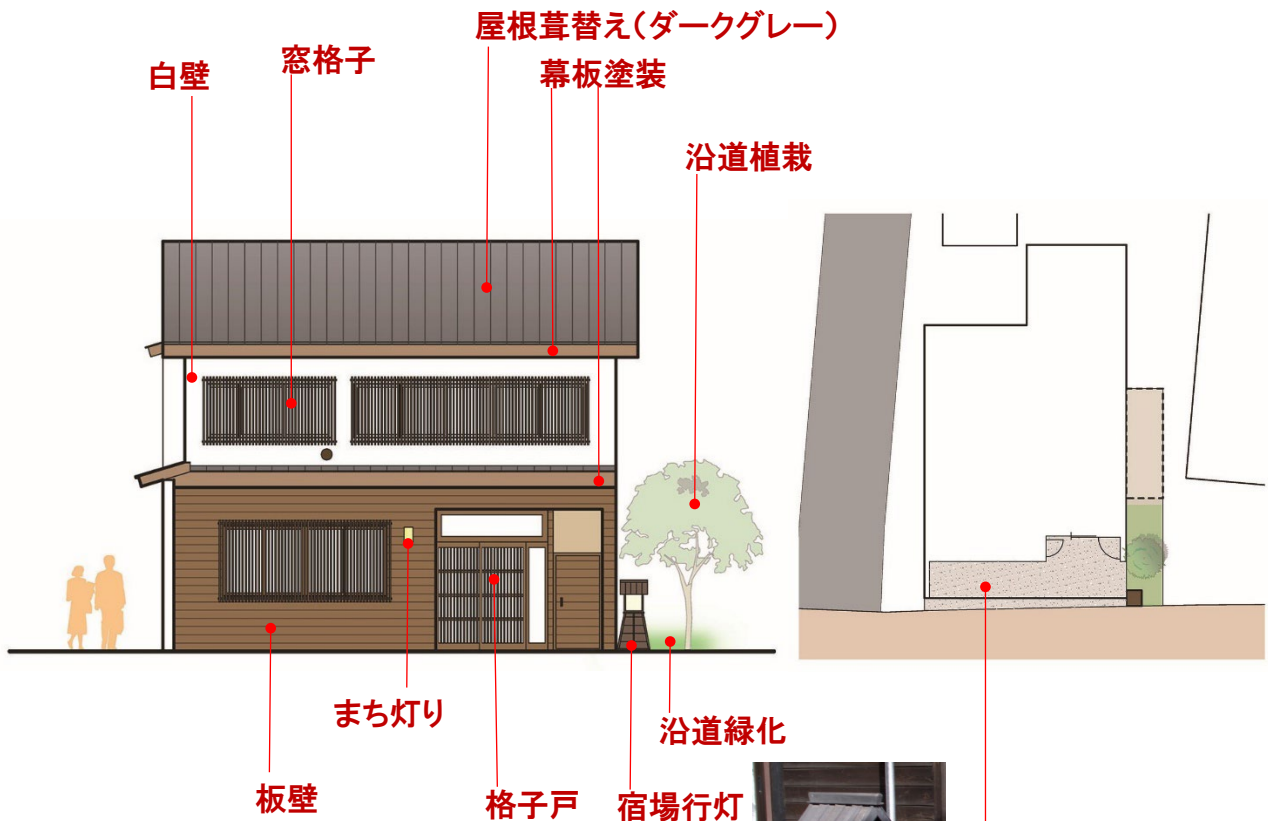 屋根葺替え(ダークグレー)
窓格子
幕板塗装
白壁
沿道植栽
まち灯り
沿道緑化
板壁
格子戸
宿場行灯